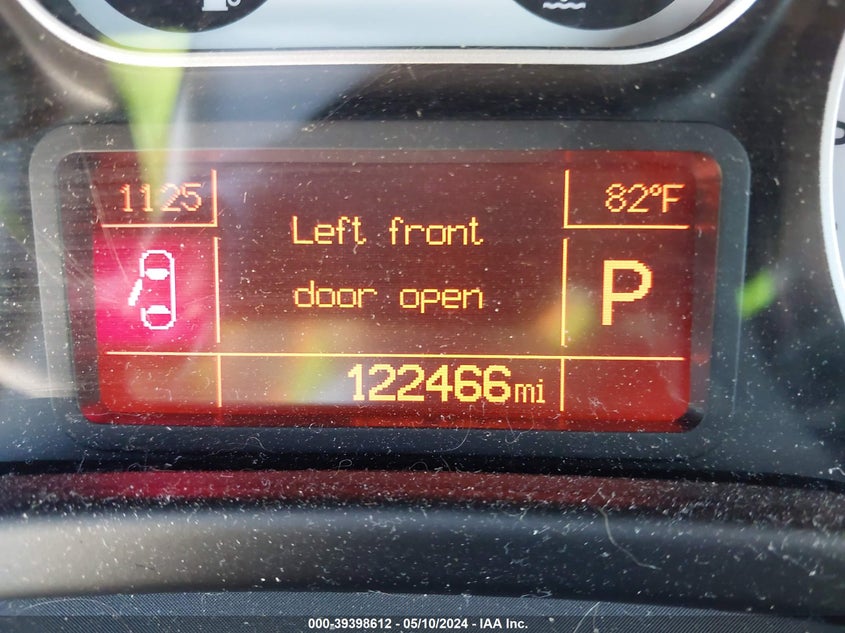 1125
82°F
Left front
door open
P
122466mi
000-39398612 - 05/10/2024 - IAA Inc.